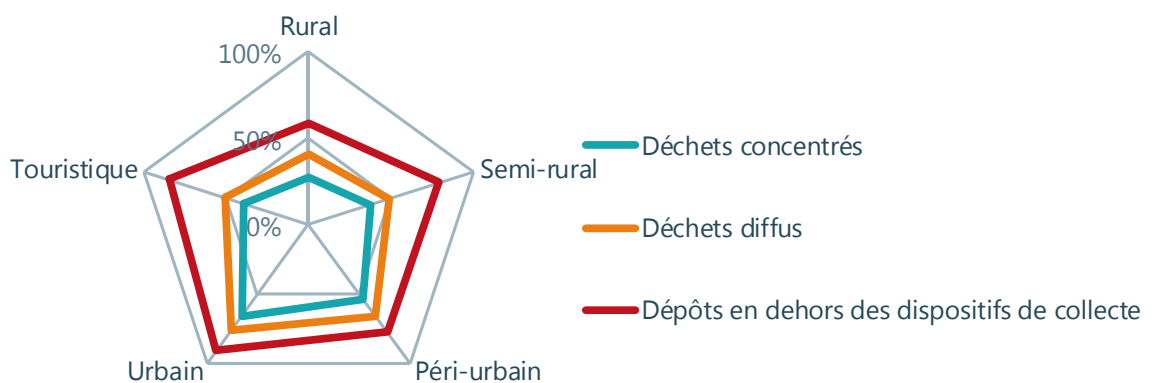 Rural
100%
50%
0%
Touristique
Semi-rural
Urbain
Péri-urbain
Déchets concentrés
Déchets diffus
Dépôts en dehors des dispositifs de collecte